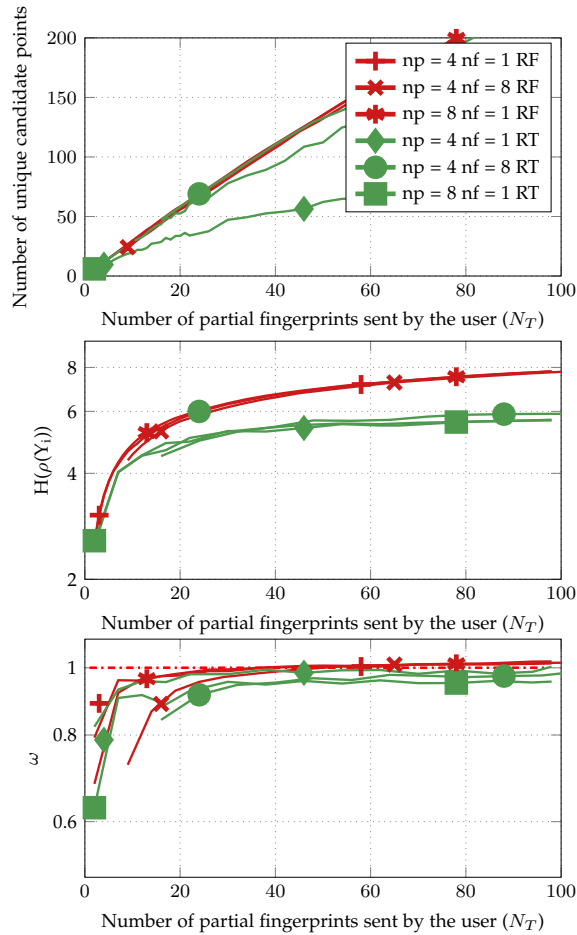 Number of unique candidate points
200
150
100
50
0
np = 4 nf = 1 RF
np = 4 nf = 8 RF
np = 8 nf = 1 RF
np = 4 nf = 1 RT
np = 4 nf = 8 RT
np = 8 nf = 1 RT
0 20 40 60 80 100
Number of partial fingerprints sent by the user (N_T)
H(ρ(Y_i))
8
6
4
2
0 20 40 60 80 100
Number of partial fingerprints sent by the user (N_T)
ω
1
0.8
0.6
0 20 40 60 80 100
Number of partial fingerprints sent by the user (N_T)